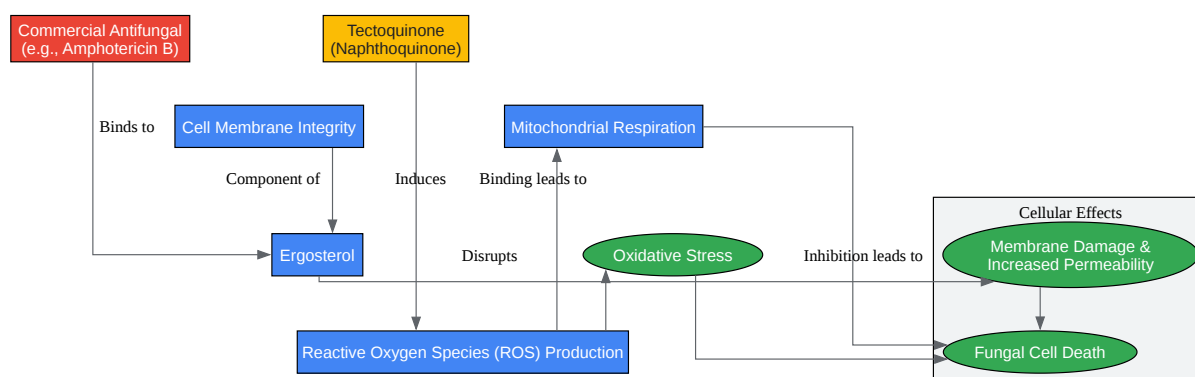 Commercial Antifungal
(e.g., Amphotericin B)
Tectoquinone
(Naphthoquinone)
Binds to
Cell Membrane Integrity
Mitochondrial Respiration
Component of
Induces
Binding leads to
Cellular Effects
Ergosterol
Disrupts
Oxidative Stress
Inhibition leads to
Membrane Damage &
Increased Permeability
Reactive Oxygen Species (ROS) Production
Fungal Cell Death